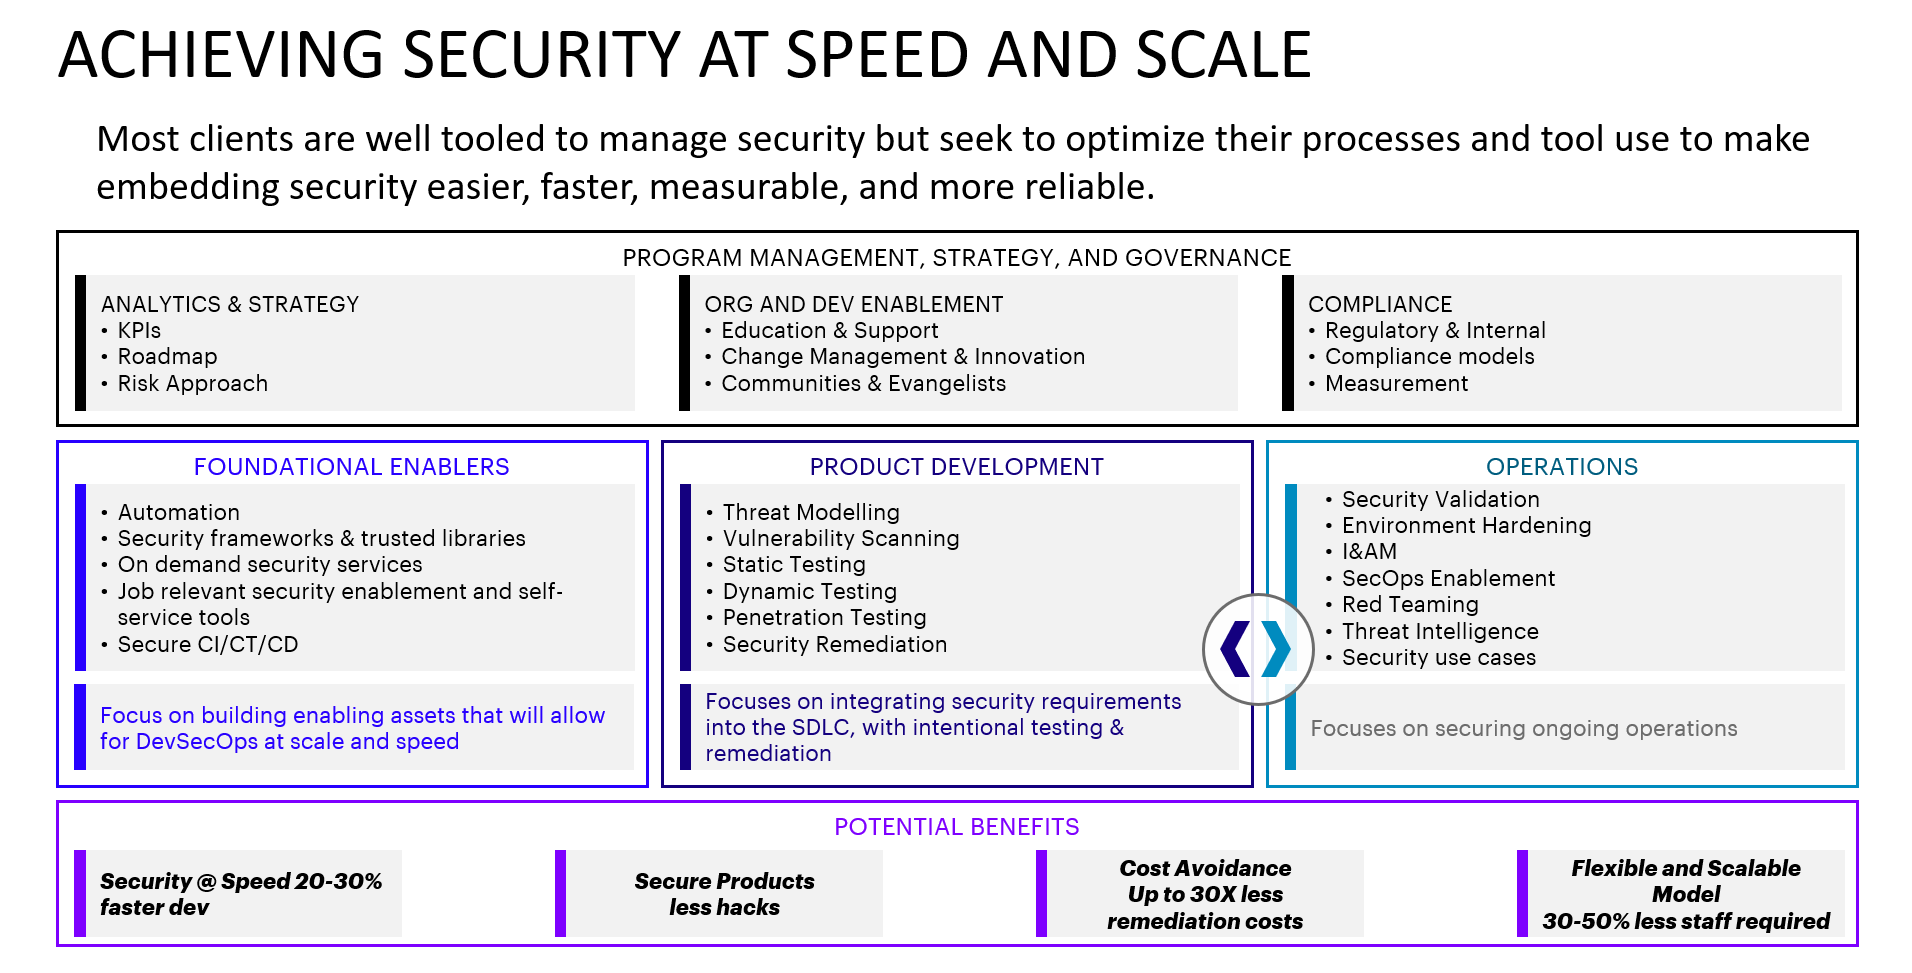 ACHIEVING SECURITY AT SPEED AND SCALE
Most clients are well tooled to manage security but seek to optimize their processes and tool use to make
embedding security easier, faster, measurable, and more reliable.
PROGRAM MANAGEMENT, STRATEGY, AND GOVERNANCE
ANALYTICS & STRATEGY
• KPIs
• Roadmap
• Risk Approach
ORG AND DEV ENABLEMENT
• Education & Support
• Change Management & Innovation
• Communities & Evangelists
COMPLIANCE
• Regulatory & Internal
• Compliance models
• Measurement
FOUNDATIONAL ENABLERS
• Automation
• Security frameworks & trusted libraries
• On demand security services
• Job relevant security enablement and self-
service tools
• Secure CI/CT/CD
Focus on building enabling assets that will allow
for DevSecOps at scale and speed
PRODUCT DEVELOPMENT
• Threat Modelling
• Vulnerability Scanning
• Static Testing
• Dynamic Testing
• Penetration Testing
• Security Remediation
Focuses on integrating security requirements
into the SDLC, with intentional testing &
remediation
OPERATIONS
• Security Validation
• Environment Hardening
• I&AM
• SecOps Enablement
• Red Teaming
• Threat Intelligence
• Security use cases
Focuses on securing ongoing operations
POTENTIAL BENEFITS
Security @ Speed 20-30%
faster dev
Secure Products
less hacks
Cost Avoidance
Up to 30X less
remediation costs
Flexible and Scalable
Model
30-50% less staff required